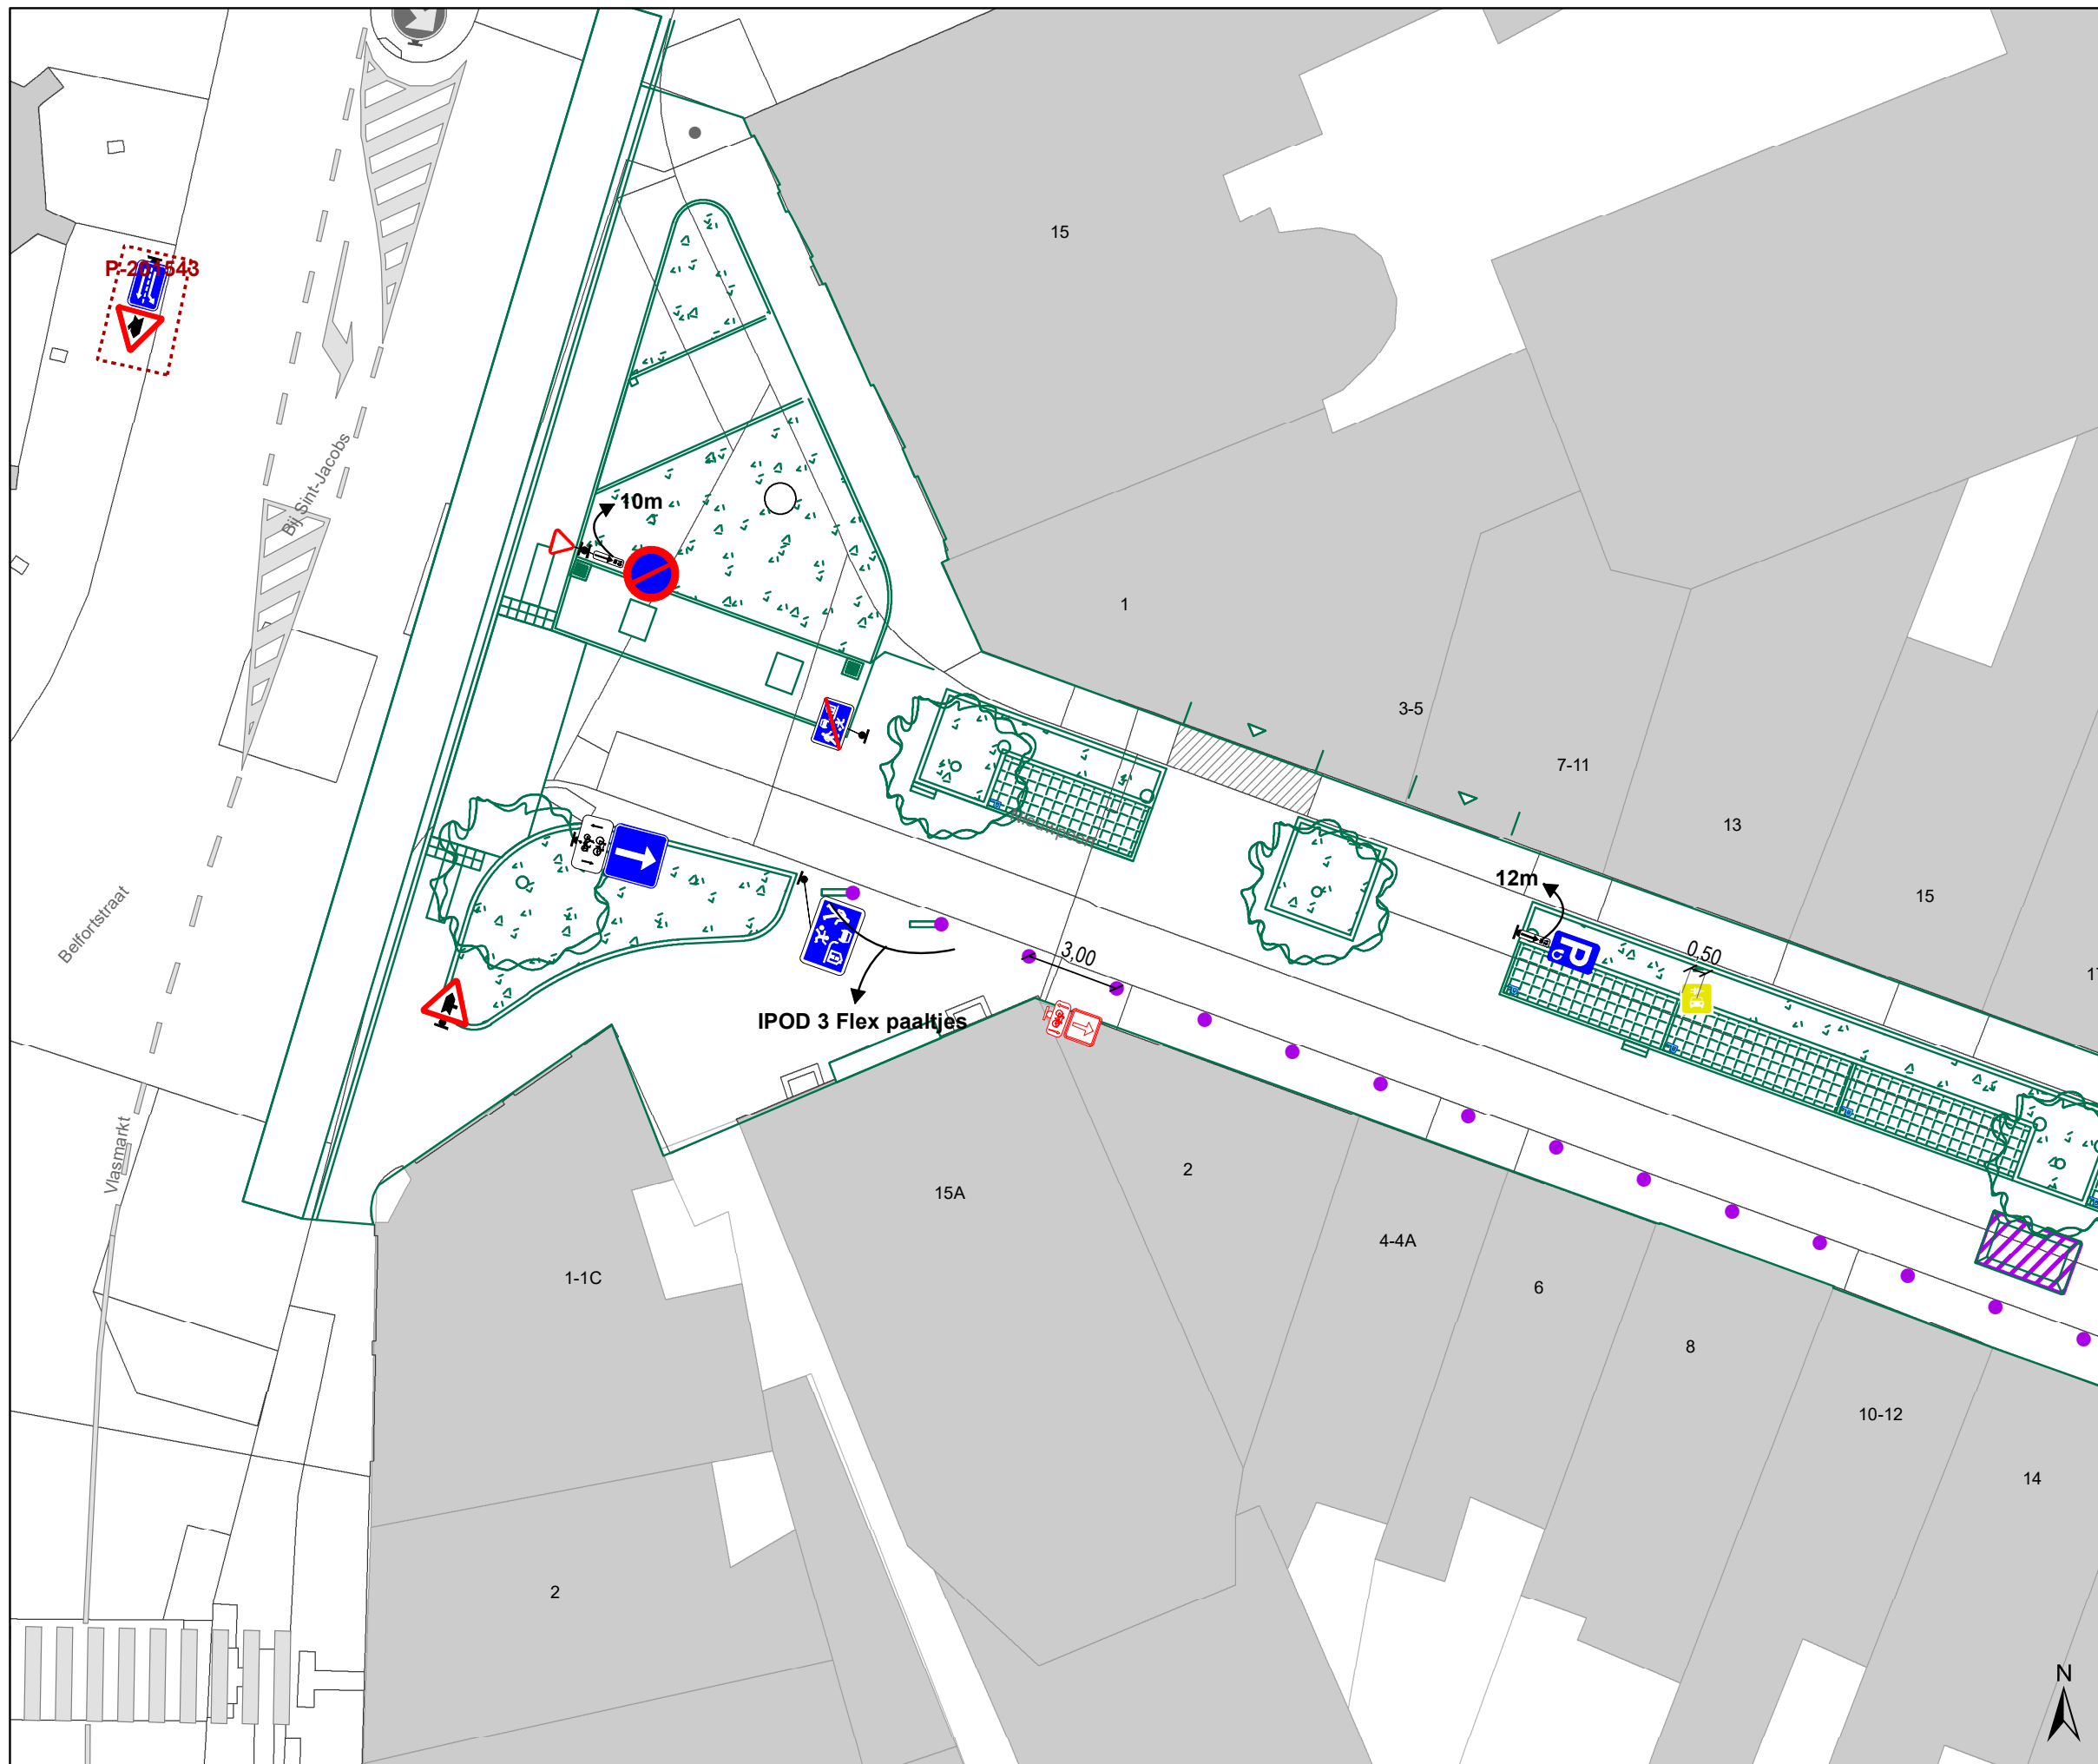 15
P-201543
Bij Sint-Jacobs
10m
1
3-5
7-11
13
15
12m
0,50
Belfortstraat
3,00
IPOD 3 Flex paaltjes
Vlasmarkt
2
15A
4-4A
1-1C
6
8
10-12
14
2
N